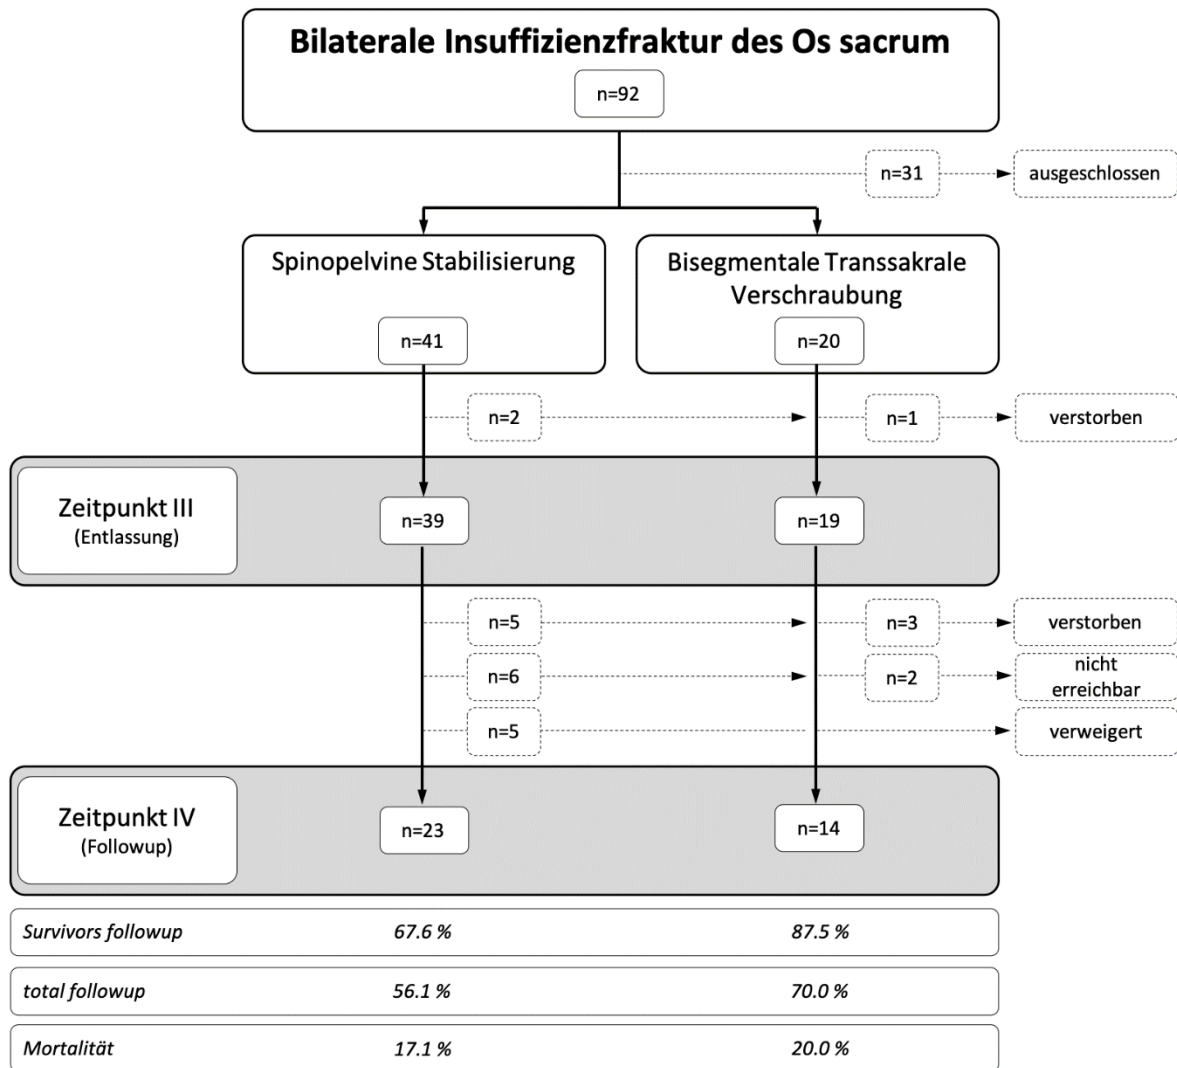 Bilaterale Insuffizienzfraktur des Os sacrum
n=92
n=31
ausgeschlossen
Spinopelvine Stabilisierung
n=41
Bisegmentale Transsakrale
Verschraubung
n=20
n=2
n=1
verstorben
Zeitpunkt III
(Entlassung)
n=39
n=19
n=5
n=3
verstorben
n=6
n=2
nicht
erreichbar
n=5
verweigert
Zeitpunkt IV
(Followup)
n=23
n=14
Survivors followup 67.6 % 87.5 %
total followup 56.1 % 70.0 %
Mortalität 17.1 % 20.0 %